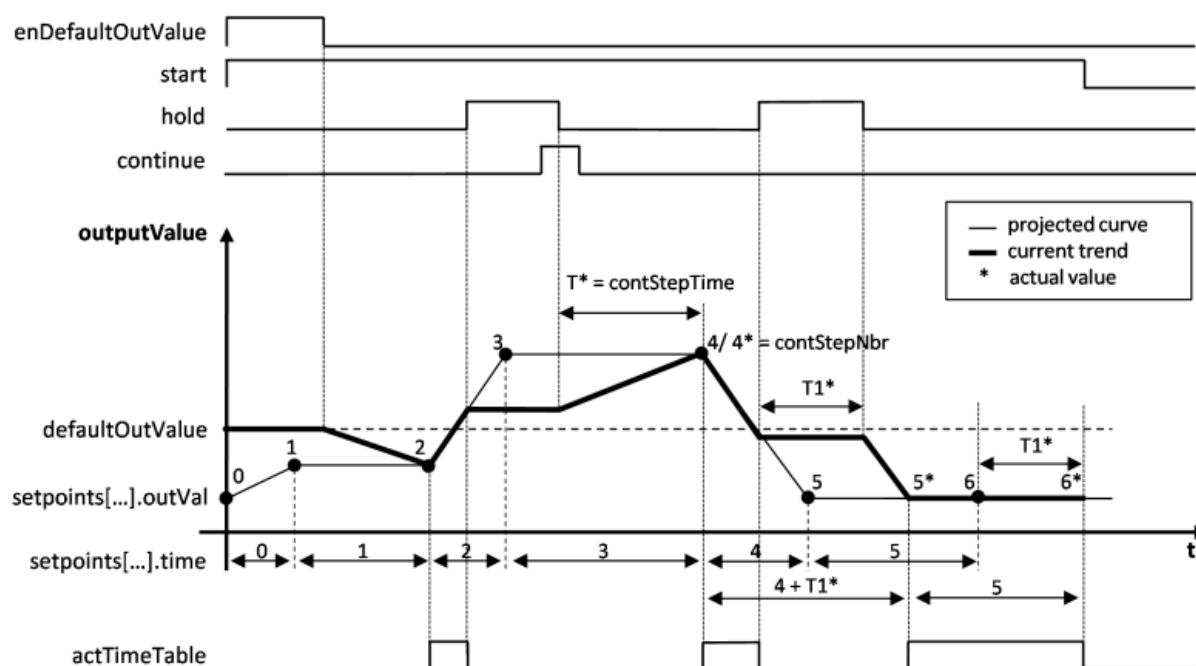 enDefaultOutValue
start
hold
continue
outputValue
projected curve
current trend
* actual value
T* = contStepTime
3
4/ 4* = contStepNbr
T1*
defaultOutValue
1
2
T1*
0
setpoints[...].outVal
5
5*
6
6*
t
setpoints[...].time
0
1
2
3
4
5
4 + T1*
5
actTimeTable